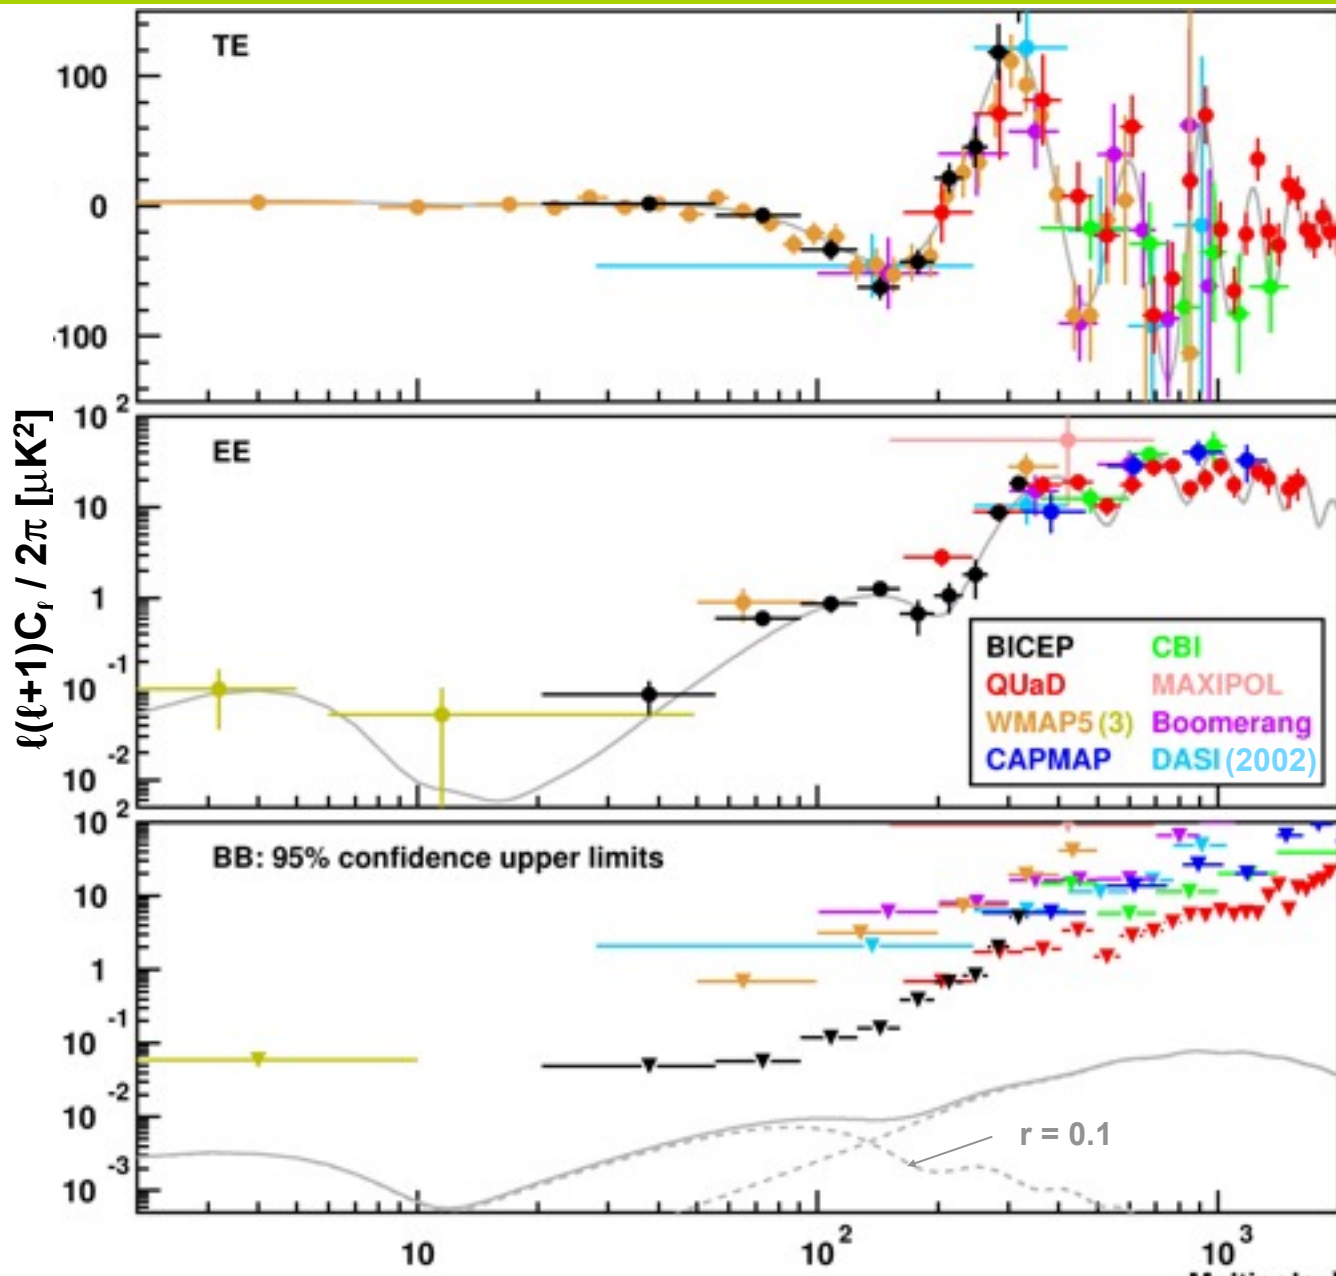 TE
100
0
-100
ℓ(ℓ+1)Cℓ / 2π [μK²]
EE
10²
10
1
10⁻¹
10⁻²
BICEP CBI
QUaD MAXIPOL
WMAP5 (3) Boomerang
CAPMAP DASI (2002)
BB: 95% confidence upper limits
10²
10
1
10⁻¹
10⁻²
10⁻³
r = 0.1
10 10² 10³